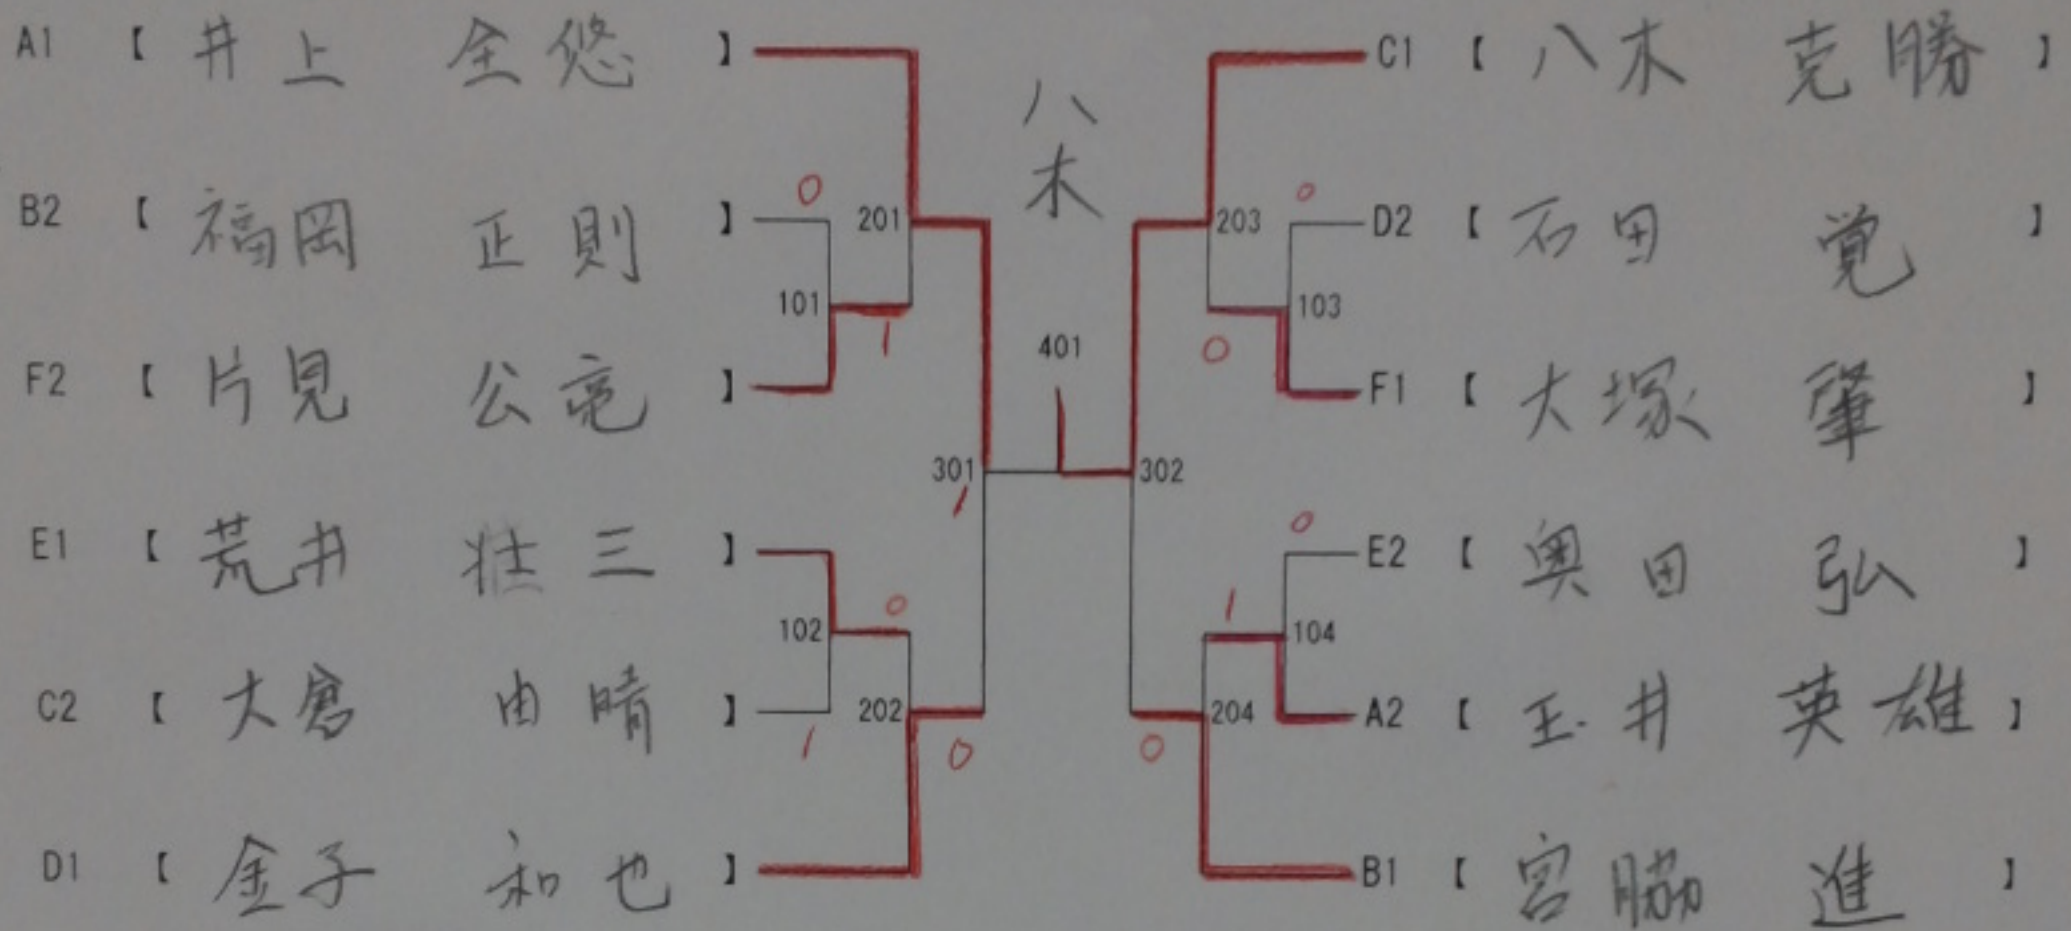 A1 【 井上 全悠 】
B2 【 福岡 正則 】
F2 【 片見 公亮 】
E1 【 荒井 壮三 】
C2 【 大倉 由晴 】
D1 【 金子 和也 】
0
201
101
1
301
1
0
102
202
1
0
八木
401
C1 【 八木 克勝 】
D2 【 石田 覚 】
F1 【 大塚 肇 】
E2 【 奥田 弘 】
A2 【 玉井 英雄 】
B1 【 宮脇 進 】
0
203
103
0
302
0
1
104
204
0